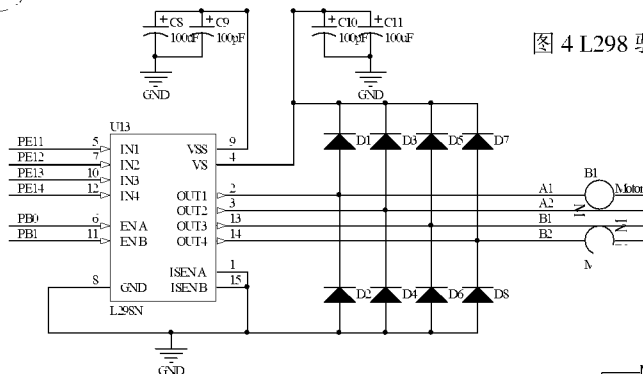 C8 C9 C10 C11
100uF 100pF 100pF 100uF
图 4 L298
GND GND
U13
PE11 5 IN1 VSS 9
PE12 7 IN2 VS 4
PE13 10 IN3
PE14 12 IN4 OUT1 2
OUT2 3
PB0 6 ENA OUT3 13
PB1 11 ENB OUT4 14
ISENA 1
8 GND ISENB 15
L298N
D1 D3 D5 D7
D2 D4 D6 D8
A1
A2
B1
B2
B1
Motor
GND